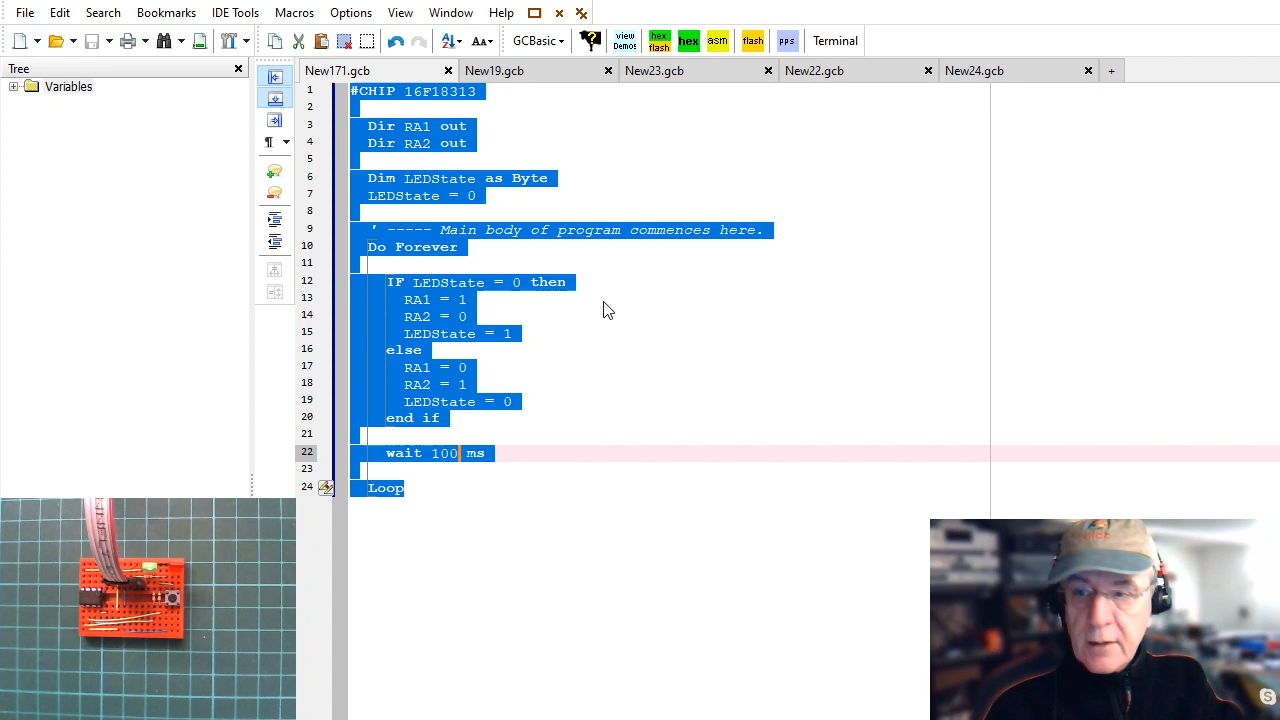 File Edit Search Bookmarks IDE Tools Macros Options View Window Help
GCBasic view Demos hex flash hex asm flash pps Terminal
Tree
New171.gcb New19.gcb New23.gcb New22.gcb New24.gcb +
Variables
1 #CHIP 16F18313
2
3 Dir RA1 out
4 Dir RA2 out
5
6 Dim LEDState as Byte
7 LEDState = 0
8
9 ' ----- Main body of program commences here.
10 Do Forever
11
12 IF LEDState = 0 then
13 RA1 = 1
14 RA2 = 0
15 LEDState = 1
16 else
17 RA1 = 0
18 RA2 = 1
19 LEDState = 0
20 end if
21
22 wait 100 ms
23
24 Loop